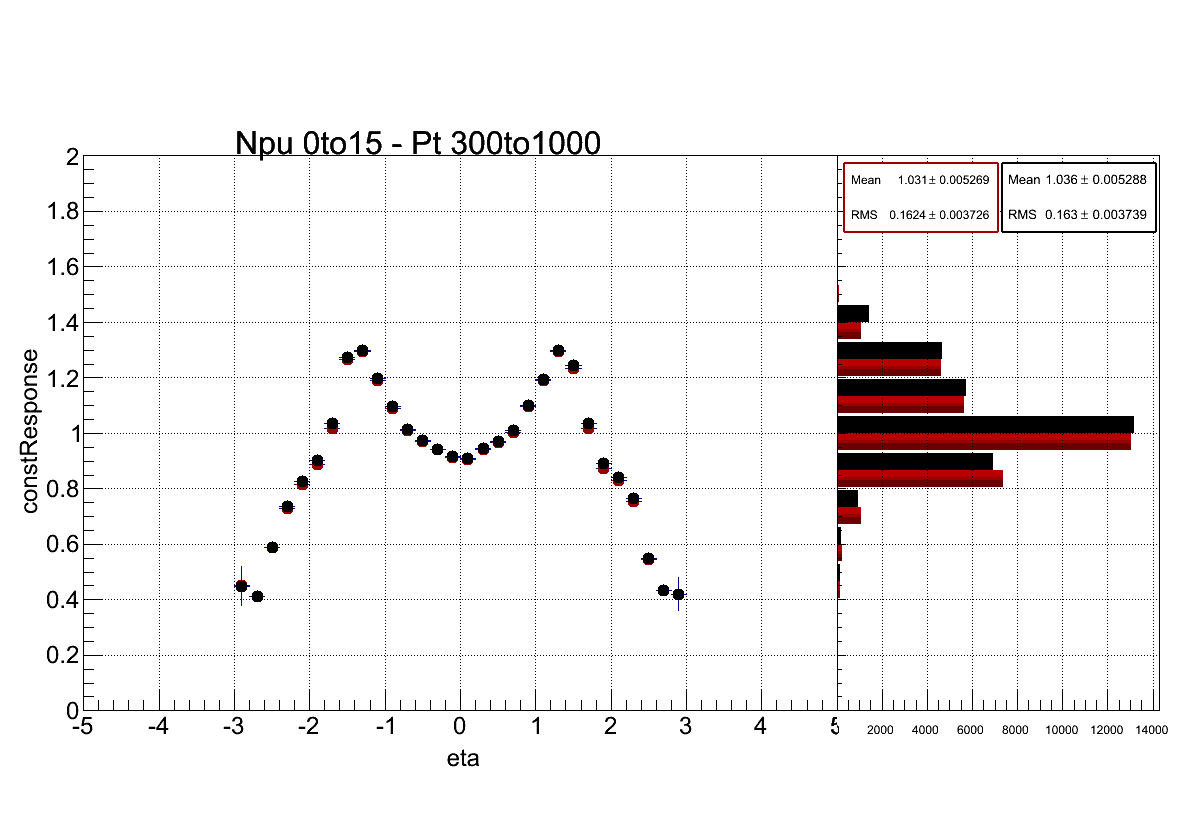 Npu 0to15 - Pt 300to1000
2
1.8
1.6
1.4
1.2
1
0.8
0.6
0.4
0.2
0
constResponse
-5 -4 -3 -2 -1 0 1 2 3 4 5
eta
Mean 1.031 ± 0.005269
RMS 0.1624 ± 0.003726
Mean 1.036 ± 0.005288
RMS 0.163 ± 0.003739
2000 4000 6000 8000 10000 12000 14000